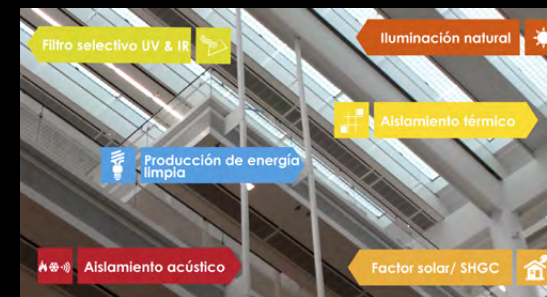 Filtro selectivo UV & IR
Iluminación natural
Aislamiento térmico
Producción de energía
limpia
Aislamiento acústico
Factor solar/ SHGC